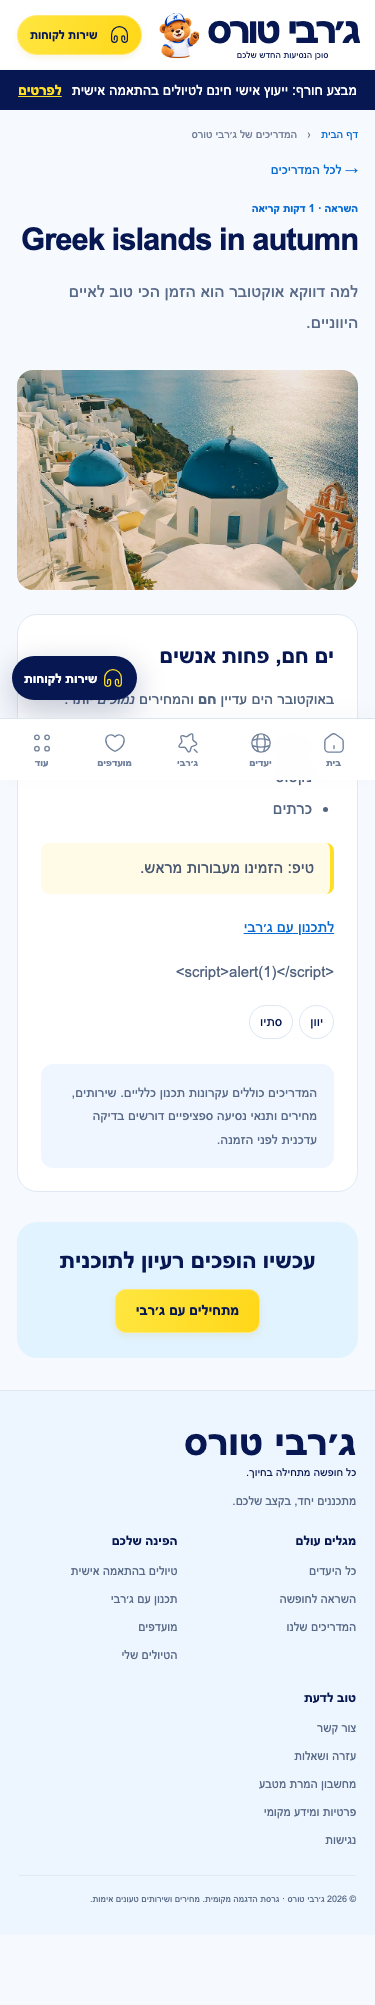 ג׳רבי טורס
סוכן הנסיעות החדש שלכם
שירות לקוחות
מבצע חורף: ייעוץ אישי חינם לטיולים בהתאמה אישית לפרטים
דף הבית › המדריכים של ג׳רבי טורס
→ לכל המדריכים
השראה · 1 דקות קריאה
Greek islands in autumn
למה דווקא אוקטובר הוא הזמן הכי טוב לאיים
היווניים.
ים חם, פחות אנשים
באוקטובר הים עדיין חם והמחירים נמוכים יותר.
שירות לקוחות
בית
יעדים
ג׳רבי
מועדפים
עוד
כרתים
טיפ: הזמינו מעבורות מראש.
לתכנון עם ג׳רבי
<script>alert(1)</script>
יוון
סתיו
המדריכים כוללים עקרונות תכנון כלליים. שירותים,
מחירים ותנאי נסיעה ספציפיים דורשים בדיקה
עדכנית לפני הזמנה.
עכשיו הופכים רעיון לתוכנית
מתחילים עם ג׳רבי
ג׳רבי טורס
כל חופשה מתחילה בחיוך.
מתכננים יחד, בקצב שלכם.
מגלים עולם
כל היעדים
השראה לחופשה
המדריכים שלנו
הפינה שלכם
טיולים בהתאמה אישית
תכנון עם ג׳רבי
מועדפים
הטיולים שלי
טוב לדעת
צור קשר
עזרה ושאלות
מחשבון המרת מטבע
פרטיות ומידע מקומי
נגישות
© 2026 ג׳רבי טורס · גרסת הדגמה מקומית. מחירים ושירותים טעונים אימות.